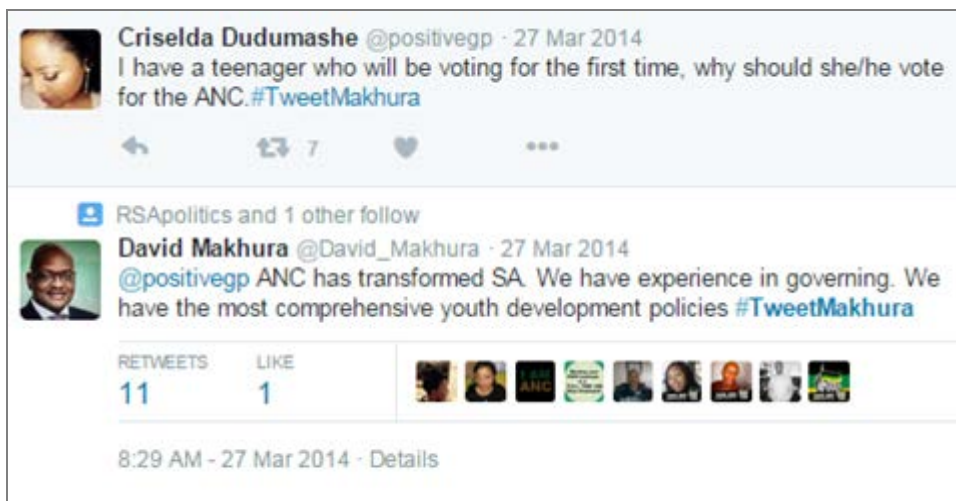 Criselda Dudumashe @positivegp · 27 Mar 2014
I have a teenager who will be voting for the first time, why should she/he vote
for the ANC.#TweetMakhura
7
RSApolitics and 1 other follow
David Makhura @David_Makhura · 27 Mar 2014
@positivegp ANC has transformed SA. We have experience in governing. We
have the most comprehensive youth development policies #TweetMakhura
RETWEETS LIKE
11 1
I AM
ANC
8:29 AM - 27 Mar 2014 · Details